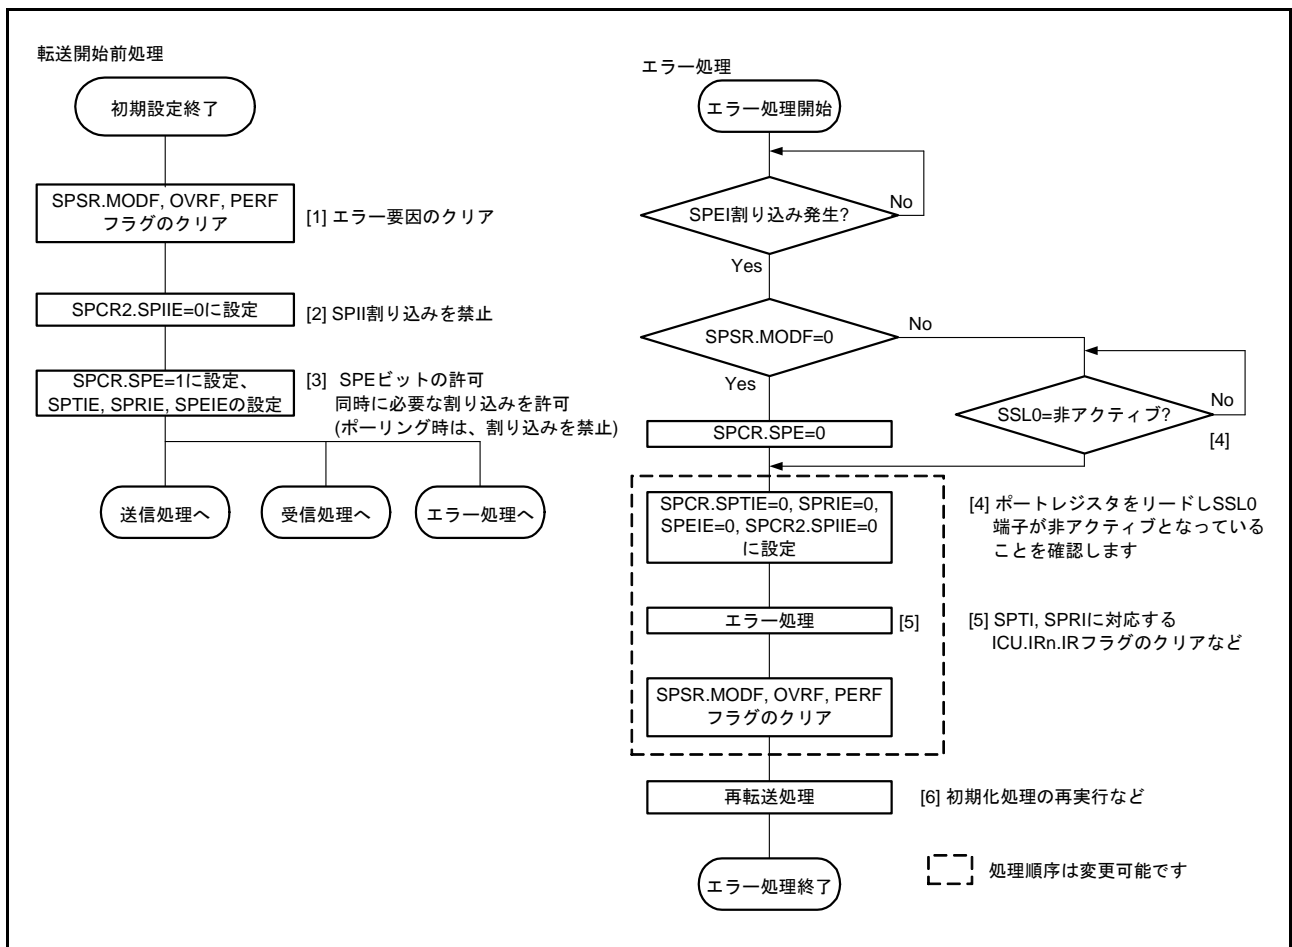 転送開始前処理
初期設定終了
SPSR.MODF, OVRF, PERF
フラグのクリア
[1] エラー要因のクリア
SPCR2.SPIIE=0に設定
[2] SPII割り込みを禁止
SPCR.SPE=1に設定、
SPTIE, SPRIE, SPEIEの設定
[3] SPEビットの許可
同時に必要な割り込みを許可
(ポーリング時は、割り込みを禁止)
送信処理へ
受信処理へ
エラー処理へ
エラー処理
エラー処理開始
SPEI割り込み発生?
No
Yes
SPSR.MODF=0
No
Yes
SSL0=非アクティブ?
No
[4]
SPCR.SPE=0
SPCR.SPTIE=0, SPRIE=0,
SPEIE=0, SPCR2.SPIIE=0
に設定
[4] ポートレジスタをリードしSSL0
端子が非アクティブとなっている
ことを確認します
エラー処理
[5]
[5] SPTI, SPRIに対応する
ICU.IRn.IRフラグのクリアなど
SPSR.MODF, OVRF, PERF
フラグのクリア
再転送処理
[6] 初期化処理の再実行など
エラー処理終了
処理順序は変更可能です